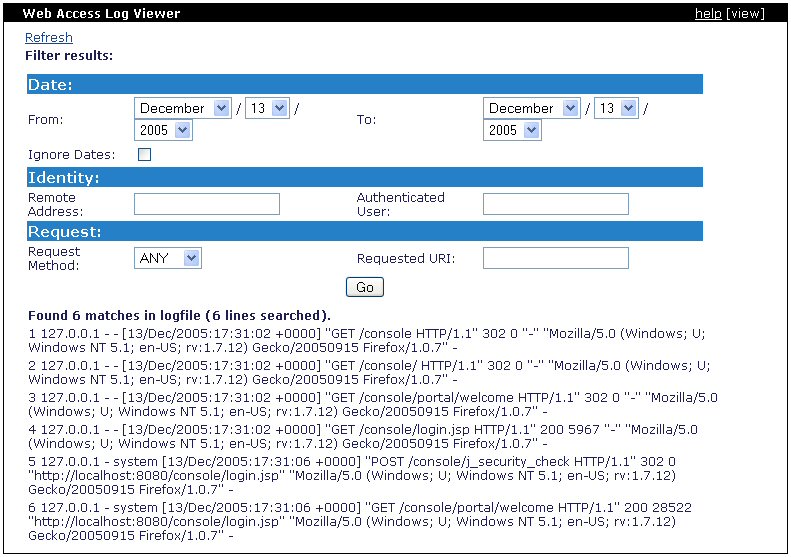 Web Access Log Viewer help [view]
Refresh
Filter results:
Date:
From: December / 13 / 2005 To: December / 13 / 2005
Ignore Dates:
Identity:
Remote Address: Authenticated User:
Request:
Request Method: ANY Requested URI:
Go
Found 6 matches in logfile (6 lines searched).
1 127.0.0.1 - - [13/Dec/2005:17:31:02 +0000] "GET /console HTTP/1.1" 302 0 "-" "Mozilla/5.0 (Windows; U;
Windows NT 5.1; en-US; rv:1.7.12) Gecko/20050915 Firefox/1.0.7" -
2 127.0.0.1 - - [13/Dec/2005:17:31:02 +0000] "GET /console/ HTTP/1.1" 302 0 "-" "Mozilla/5.0 (Windows; U;
Windows NT 5.1; en-US; rv:1.7.12) Gecko/20050915 Firefox/1.0.7" -
3 127.0.0.1 - - [13/Dec/2005:17:31:02 +0000] "GET /console/portal/welcome HTTP/1.1" 302 0 "-" "Mozilla/5.0
(Windows; U; Windows NT 5.1; en-US; rv:1.7.12) Gecko/20050915 Firefox/1.0.7" -
4 127.0.0.1 - - [13/Dec/2005:17:31:02 +0000] "GET /console/login.jsp HTTP/1.1" 200 5967 "-" "Mozilla/5.0
(Windows; U; Windows NT 5.1; en-US; rv:1.7.12) Gecko/20050915 Firefox/1.0.7" -
5 127.0.0.1 - system [13/Dec/2005:17:31:06 +0000] "POST /console/j_security_check HTTP/1.1" 302 0
"http://localhost:8080/console/login.jsp" "Mozilla/5.0 (Windows; U; Windows NT 5.1; en-US; rv:1.7.12)
Gecko/20050915 Firefox/1.0.7" -
6 127.0.0.1 - system [13/Dec/2005:17:31:06 +0000] "GET /console/portal/welcome HTTP/1.1" 200 28522
"http://localhost:8080/console/login.jsp" "Mozilla/5.0 (Windows; U; Windows NT 5.1; en-US; rv:1.7.12)
Gecko/20050915 Firefox/1.0.7" -